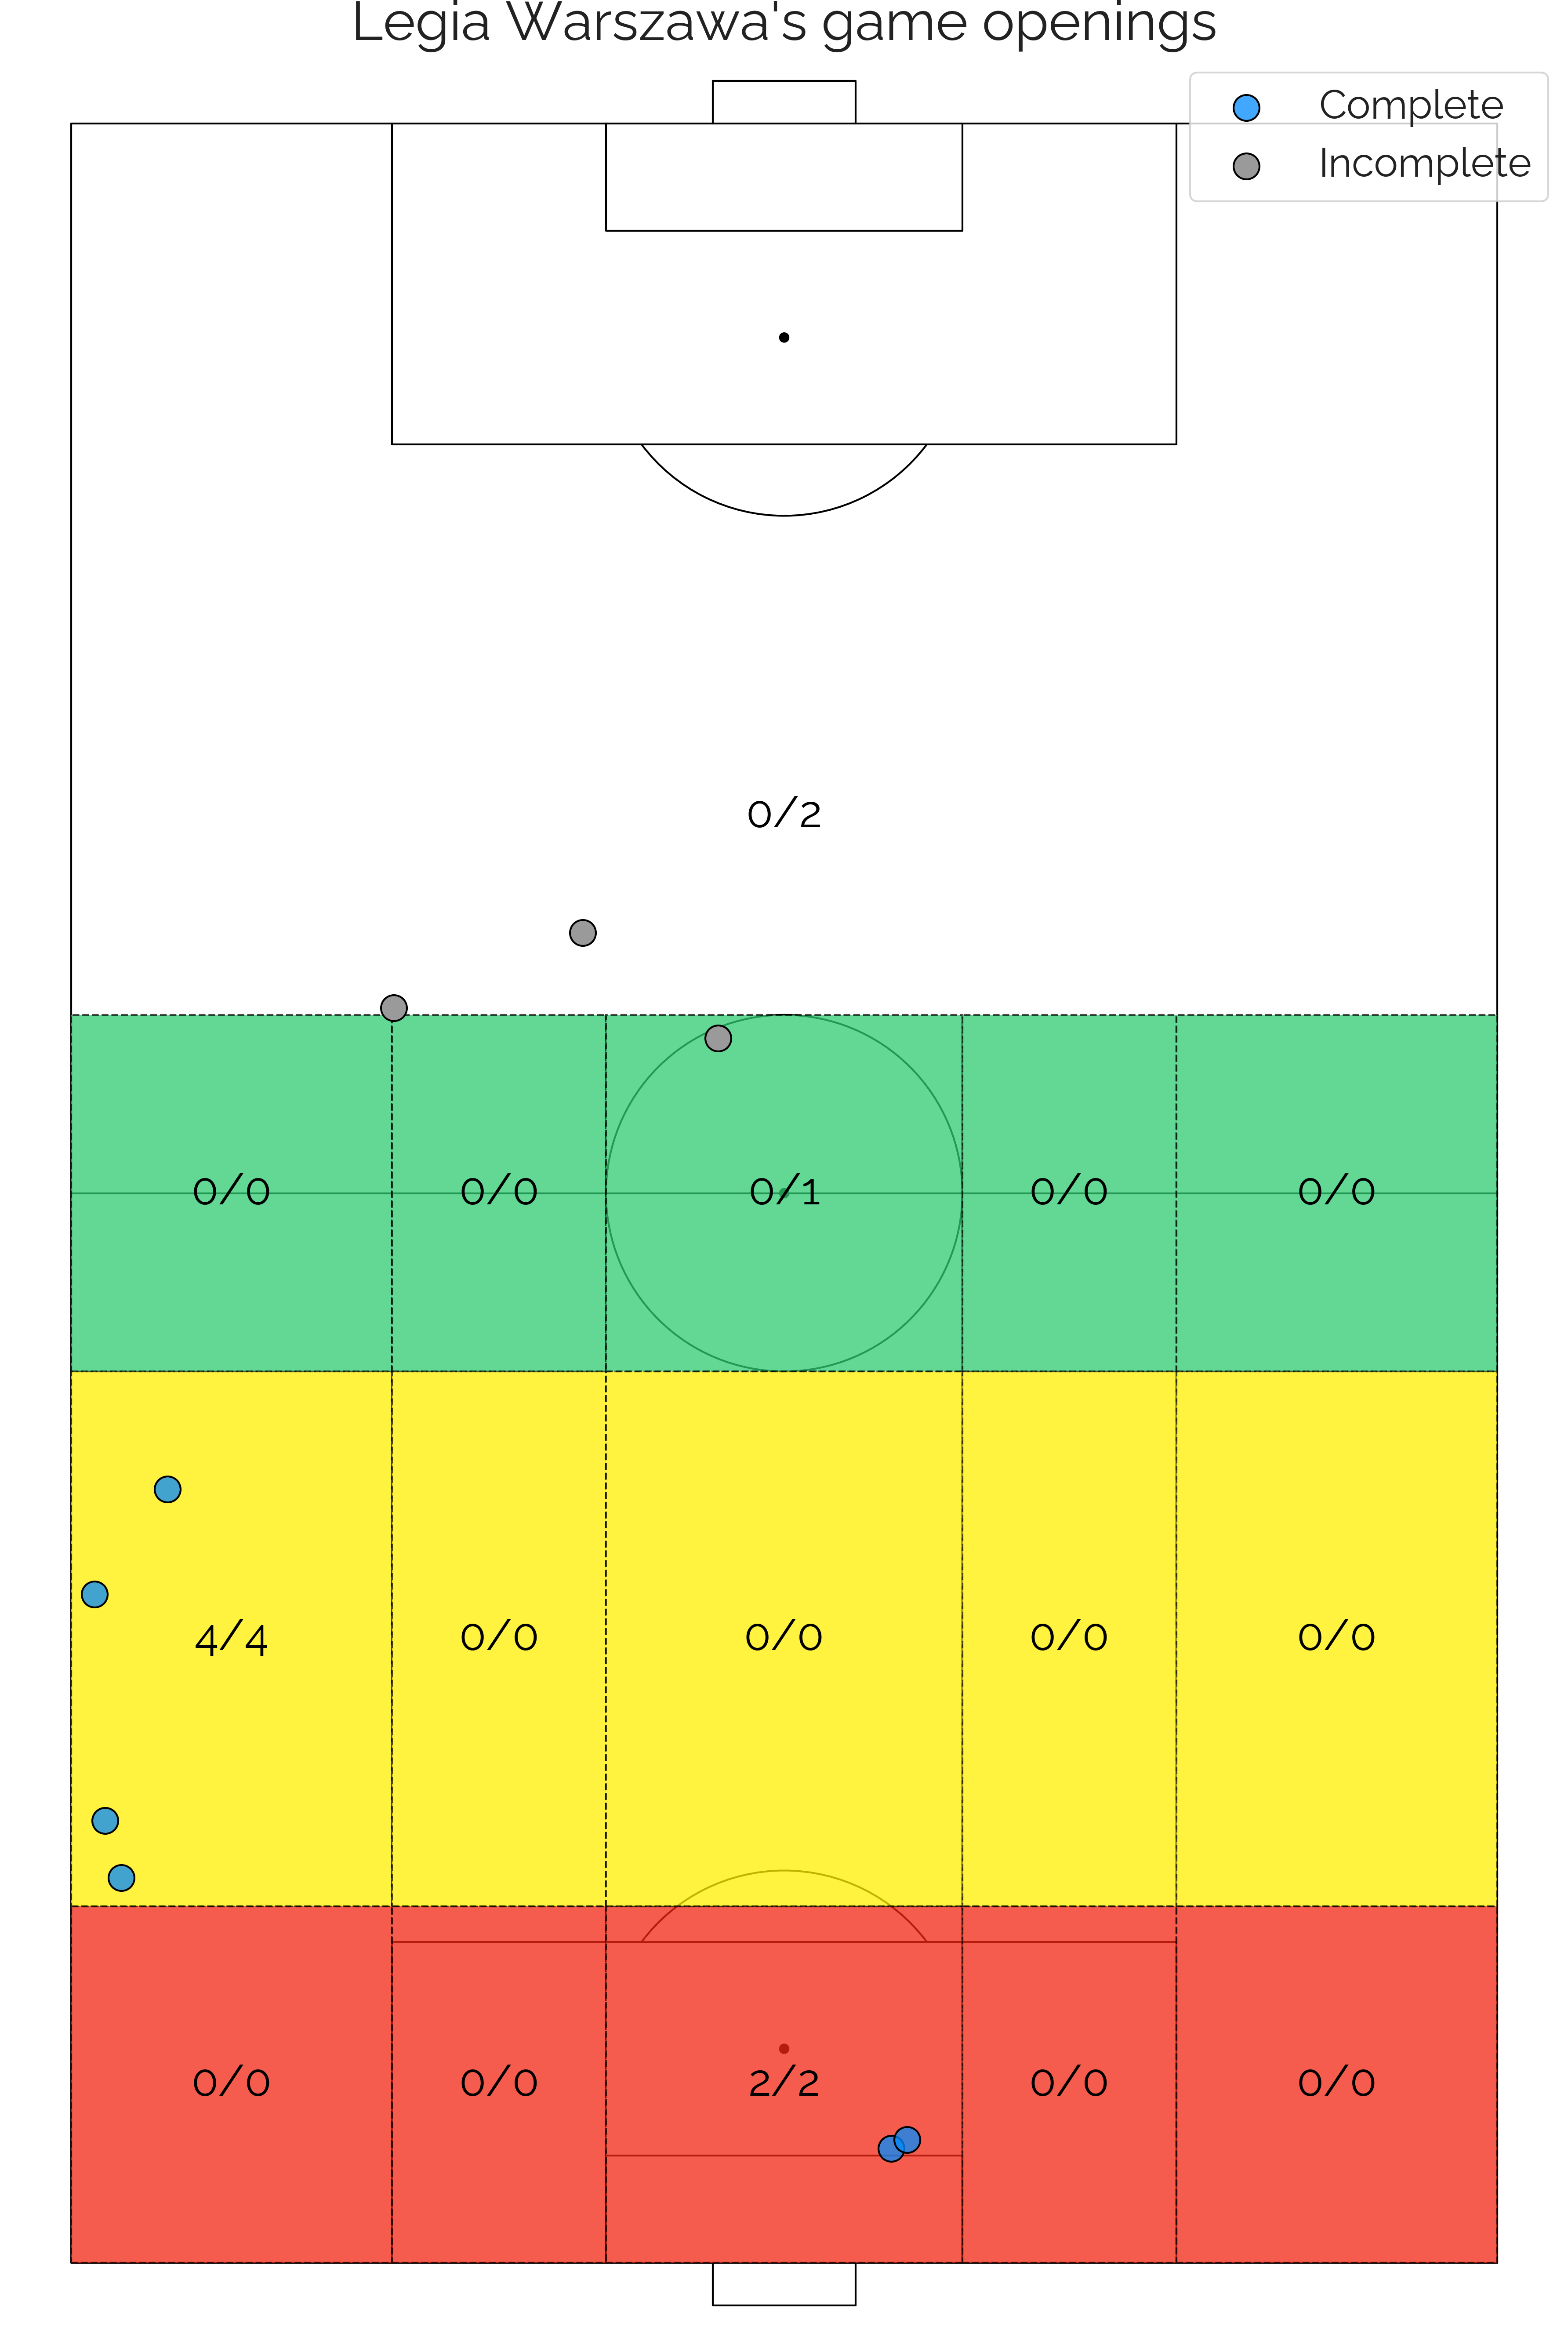 Legia Warszawa's game openings
Complete
Incomplete
0/2
0/0 0/0 0/1 0/0 0/0
4/4 0/0 0/0 0/0 0/0
0/0 0/0 2/2 0/0 0/0